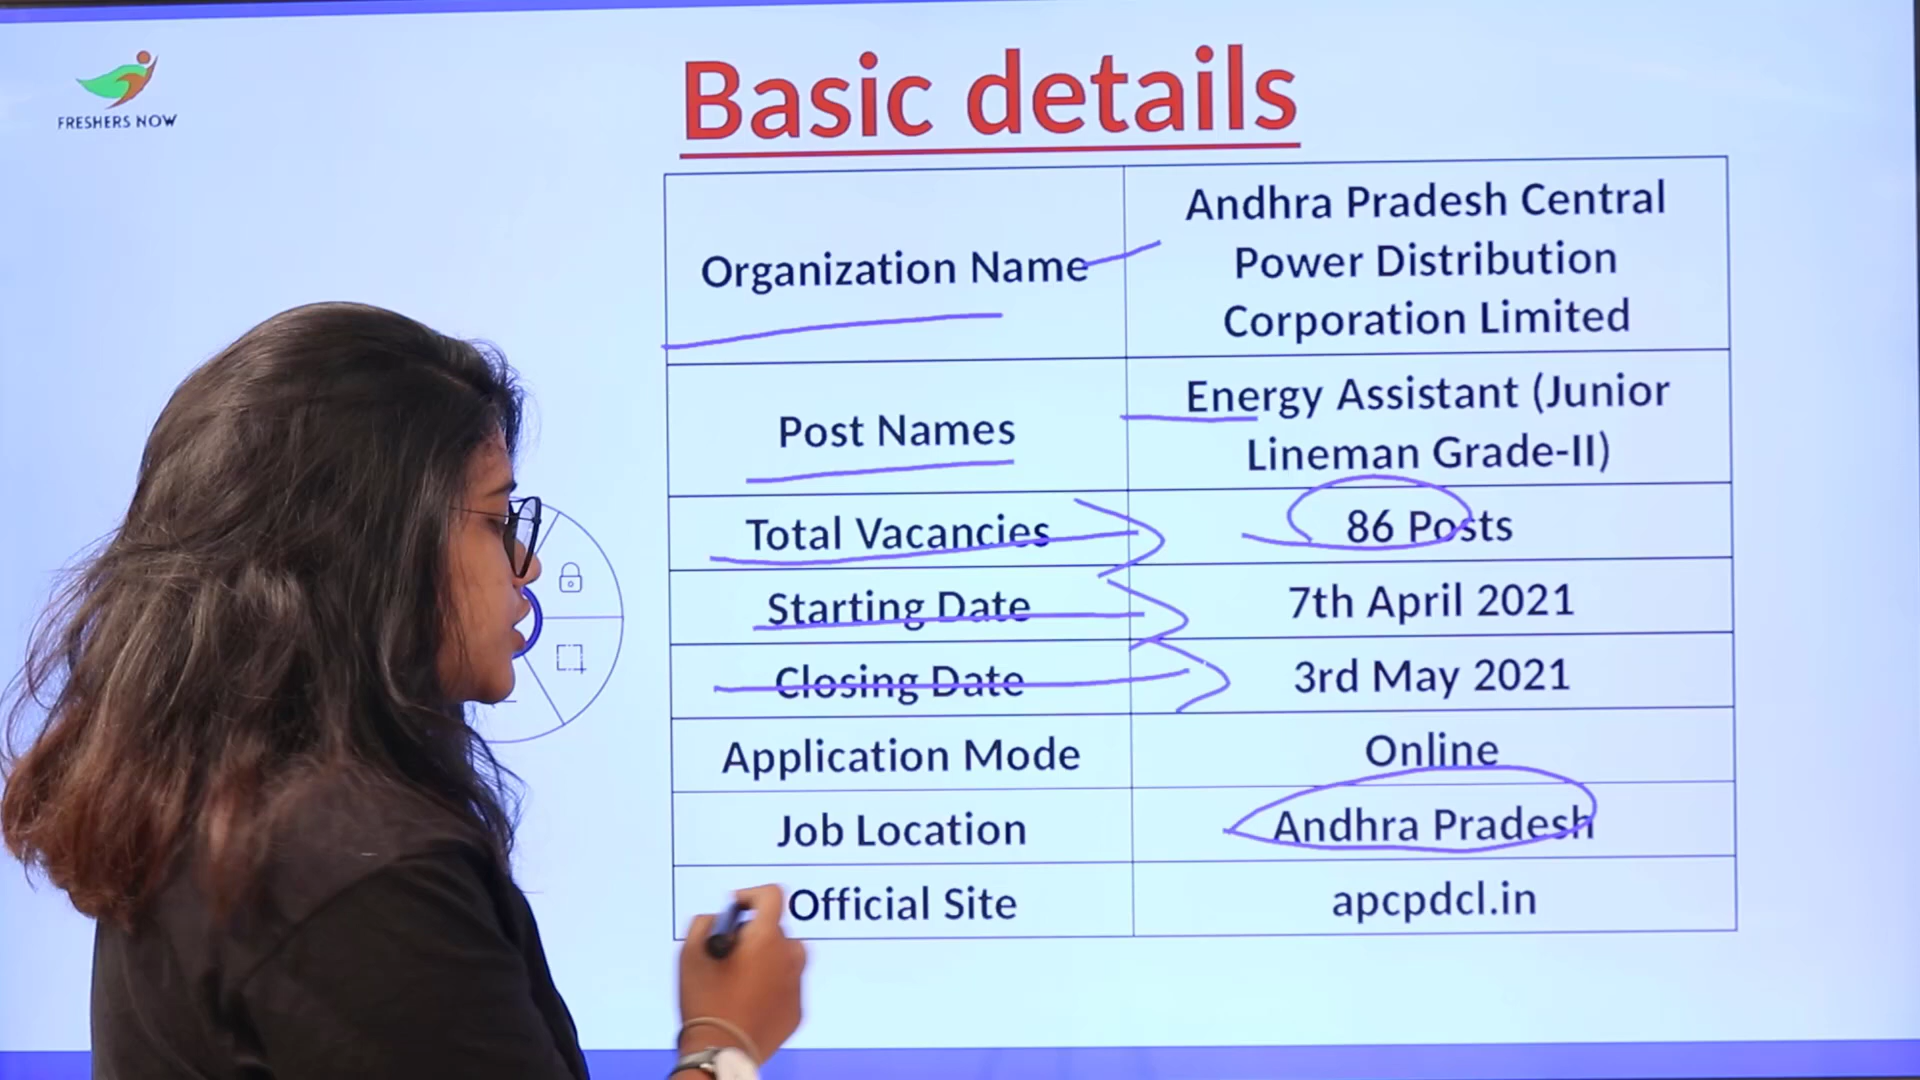 FRESHERS NOW
Basic details
Organization Name
Andhra Pradesh Central
Power Distribution
Corporation Limited
Post Names
Energy Assistant (Junior
Lineman Grade-II)
Total Vacancies
86 Posts
Starting Date
7th April 2021
Closing Date
3rd May 2021
Application Mode
Online
Job Location
Andhra Pradesh
Official Site
apcpdcl.in